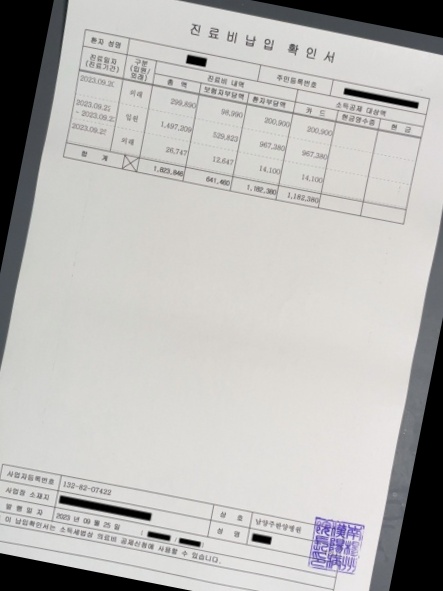 진료비납입 확인서
환자 성명 주민등록번호
진료일자 (진료기간) 구분 (입원/외래) 진료비 내역 소득공제 대상액
총 액 보험자부담액 환자부담액 카 드 현금영수증 현 금
2023.09.20 외래 299,890 98,990 200,900 200,900
2023.09.22 ~ 2023.09.23 입원 1,497,209 529,823 967,380 967,380
2023.09.25 외래 26,747 12,647 14,100 14,100
합 계 1,823,846 641,460 1,182,380 1,182,380
사업자등록번호 132-82-07422
사업장 소재지 상 호 남양주한양병원
발 행 일 자 2023 년 09 월 25 일 성 명
이 납입확인서는 소득세법상 의료비 공제신청에 사용할 수 있습니다.